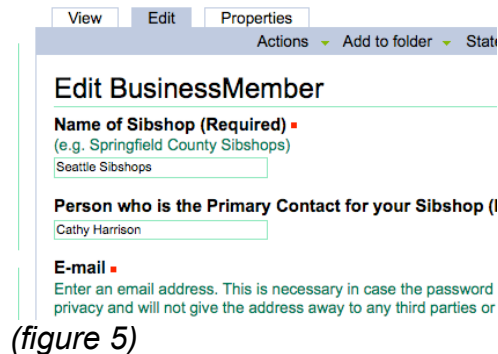 View Edit Properties
Actions Add to folder State
Edit BusinessMember
Name of Sibshop (Required)
(e.g. Springfield County Sibshops)
Seattle Sibshops
Person who is the Primary Contact for your Sibshop (
Cathy Harrison
E-mail
Enter an email address. This is necessary in case the password
privacy and will not give the address away to any third parties or
(figure 5)